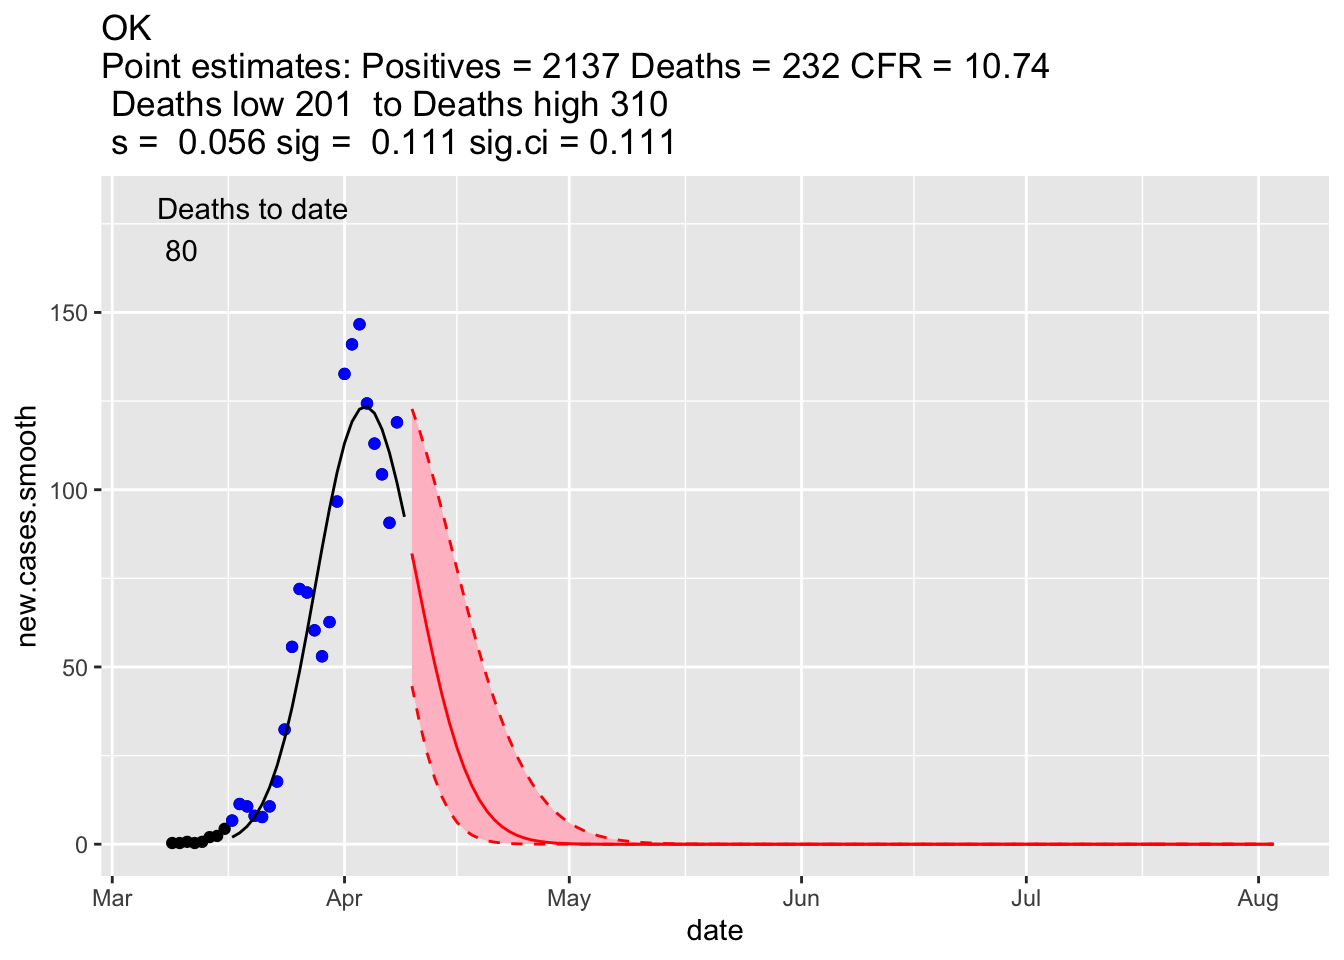 OK
Point estimates: Positives = 2137 Deaths = 232 CFR = 10.74
Deaths low 201  to Deaths high 310
s =  0.056 sig =  0.111 sig.ci = 0.111
Deaths to date
80
150
100
50
0
new.cases.smooth
Mar Apr May Jun Jul Aug
date